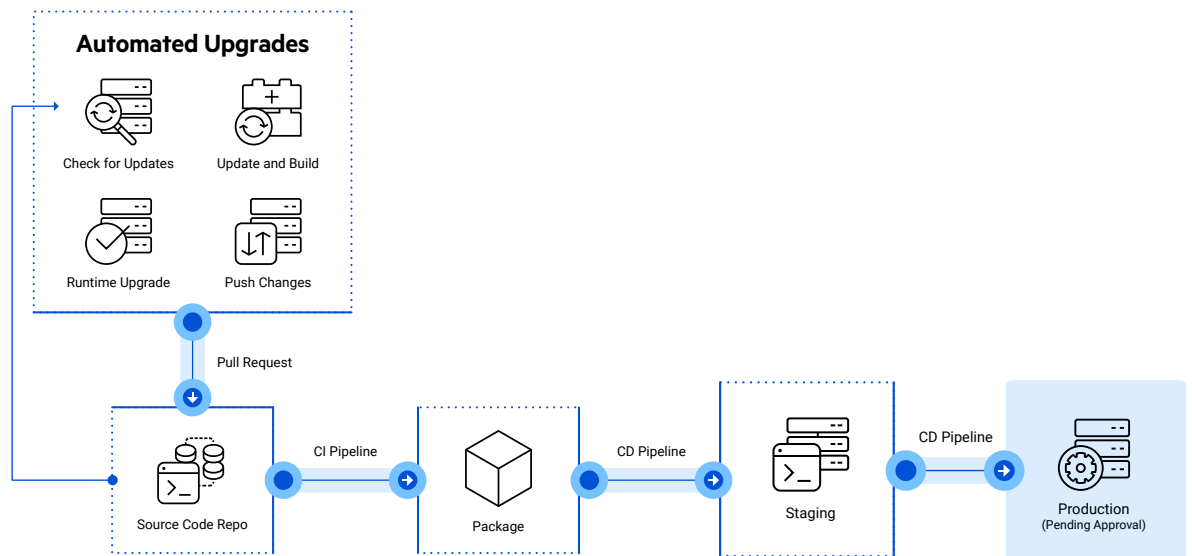 Automated Upgrades
Check for Updates
Update and Build
Runtime Upgrade
Push Changes
Pull Request
Source Code Repo
CI Pipeline
Package
CD Pipeline
Staging
CD Pipeline
Production
(Pending Approval)